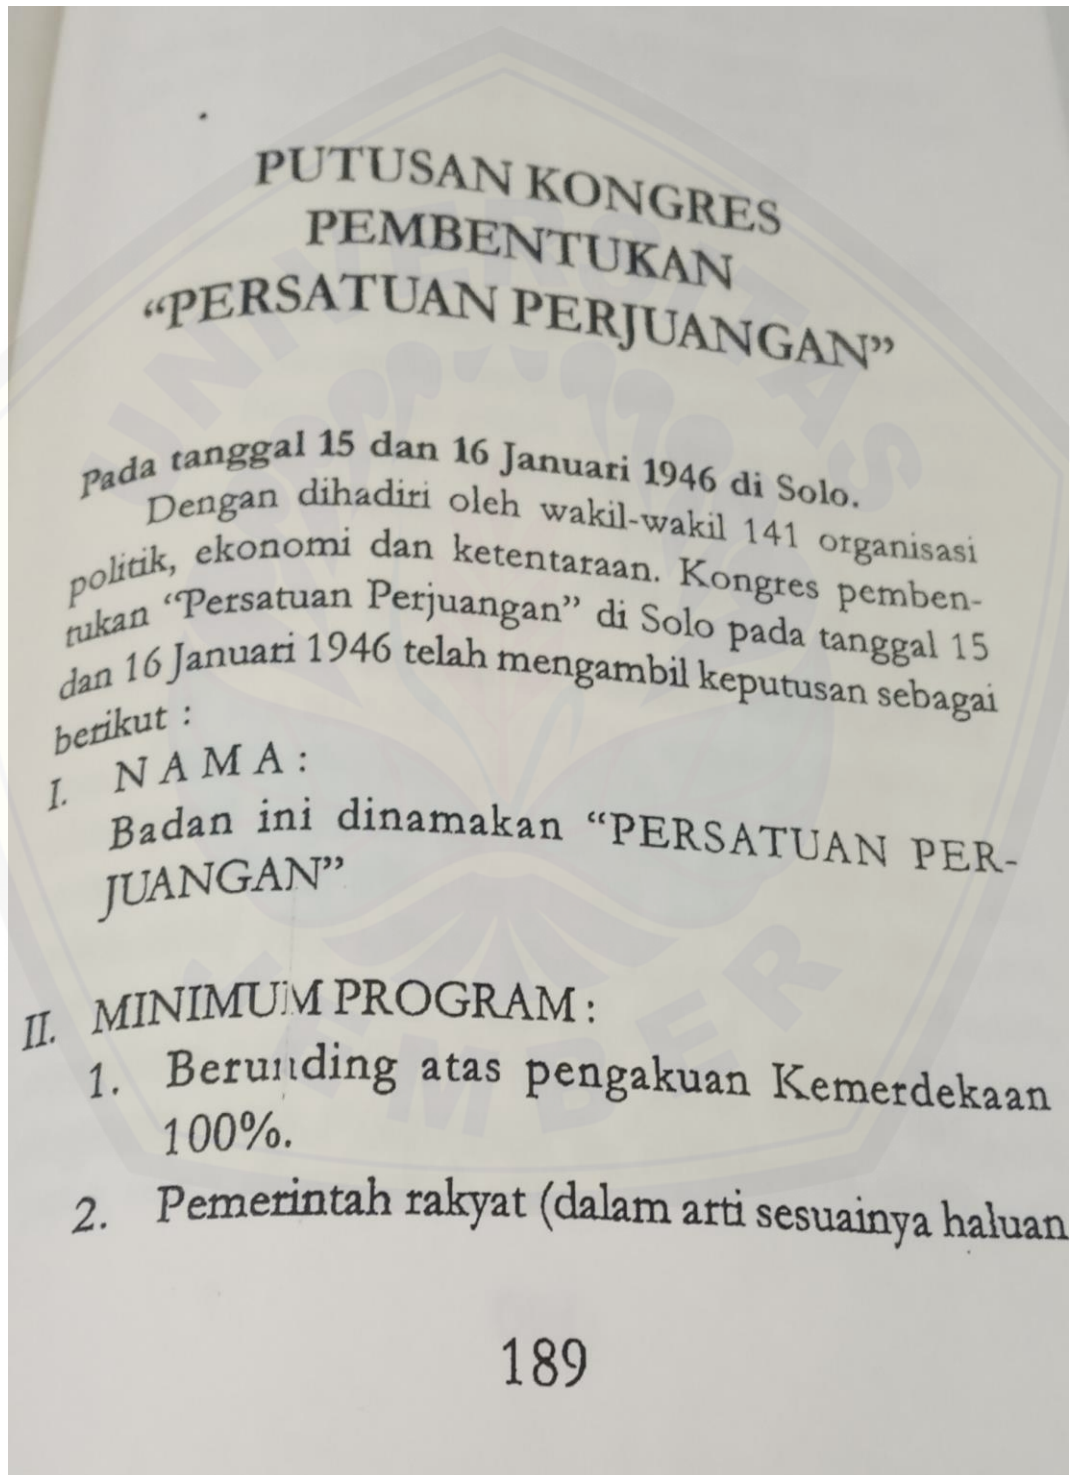 PUTUSAN KONGRES
PEMBENTUKAN
“PERSATUAN PERJUANGAN”
Pada tanggal 15 dan 16 Januari 1946 di Solo.
Dengan dihadiri oleh wakil-wakil 141 organisasi
politik, ekonomi dan ketentaraan. Kongres pemben-
tukan “Persatuan Perjuangan” di Solo pada tanggal 15
dan 16 Januari 1946 telah mengambil keputusan sebagai
berikut :
I. N A M A :
Badan ini dinamakan “PERSATUAN PER-
JUANGAN”
II. MINIMUM PROGRAM :
1. Berunding atas pengakuan Kemerdekaan
100%.
2. Pemerintah rakyat (dalam arti sesuainya haluan
189
UNIVERSITAS
JEMBER